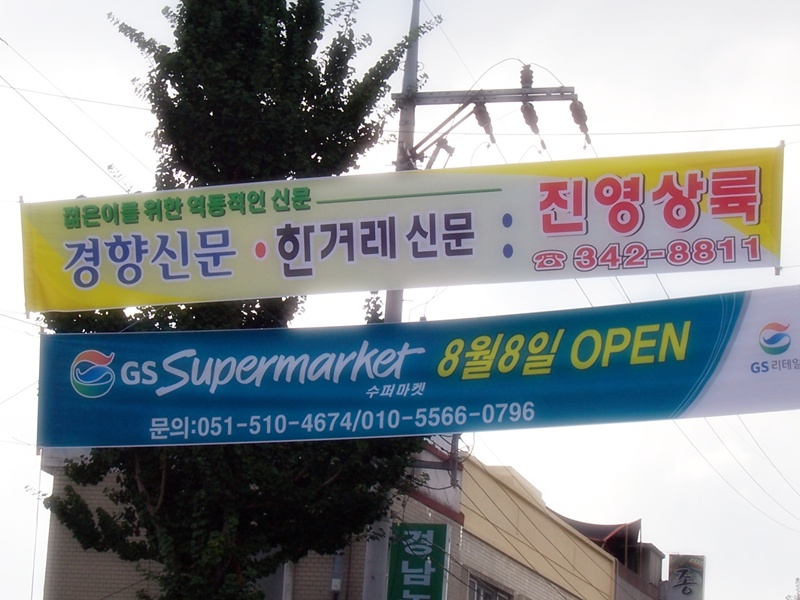 젊은이를 위한 역동적인 신문
경향신문 · 한겨레 신문 : 진영상륙
☎342-8811
GS Supermarket 8월8일 OPEN
수퍼마켓
GS리테일
문의:051-510-4674/010-5566-0796
경남